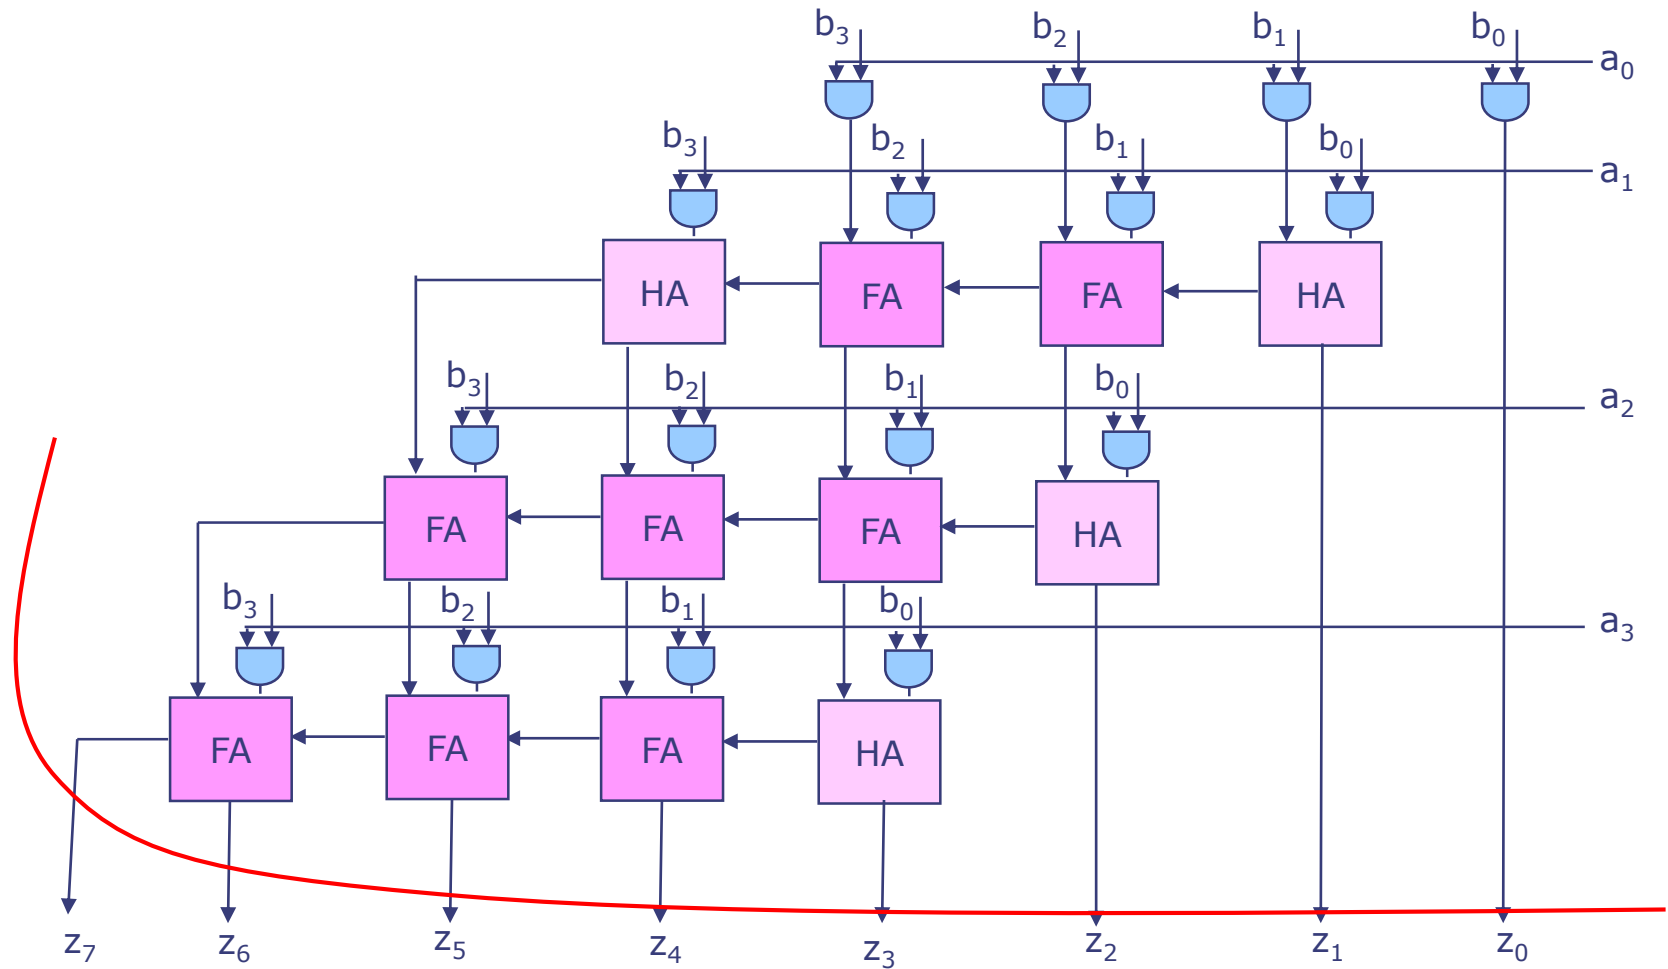 b₃ b₂ b₁ b₀
a₀
b₃ b₂ b₁ b₀
a₁
HA FA FA HA
b₃ b₂ b₁ b₀
a₂
FA FA FA HA
b₃ b₂ b₁ b₀
a₃
FA FA FA HA
z₇ z₆ z₅ z₄ z₃ z₂ z₁ z₀